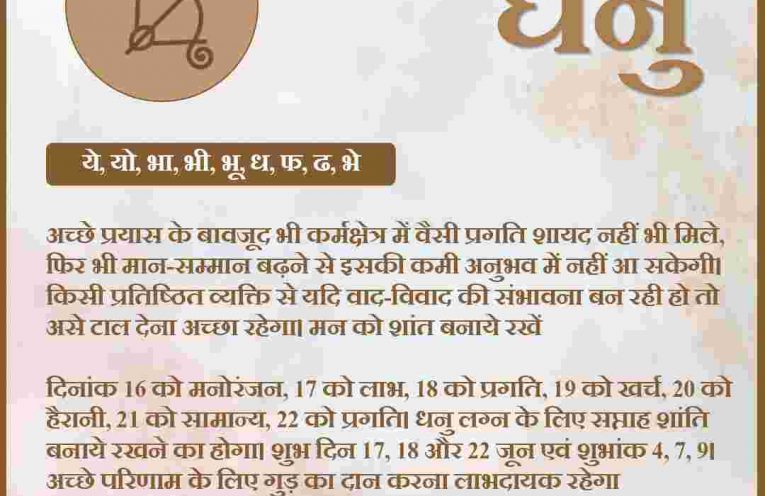 धनु
ये, यो, भा, भी, भू, ध, फ, ढ, भे
अच्छे प्रयास के बावजूद भी कर्मक्षेत्र में वैसी प्रगति शायद नहीं भी मिले,
फिर भी मान-सम्मान बढ़ने से इसकी कमी अनुभव में नहीं आ सकेगी।
किसी प्रतिष्ठित व्यक्ति से यदि वाद-विवाद की संभावना बन रही हो तो
असे टाल देना अच्छा रहेगा। मन को शांत बनाये रखें
दिनांक 16 को मनोरंजन, 17 को लाभ, 18 को प्रगति, 19 को खर्च, 20 को
हैरानी, 21 को सामान्य, 22 को प्रगति। धनु लग्न के लिए सप्ताह शांति
बनाये रखने का होगा। शुभ दिन 17, 18 और 22 जून एवं शुभांक 4, 7, 9।
अच्छे परिणाम के लिए गुड़ का दान करना लाभदायक रहेगा